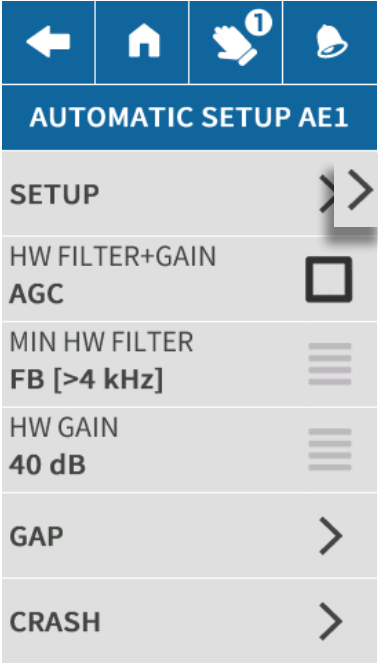 1
AUTOMATIC SETUP AE1
SETUP
HW FILTER+GAIN
AGC
MIN HW FILTER
FB [>4 kHz]
HW GAIN
40 dB
GAP
CRASH